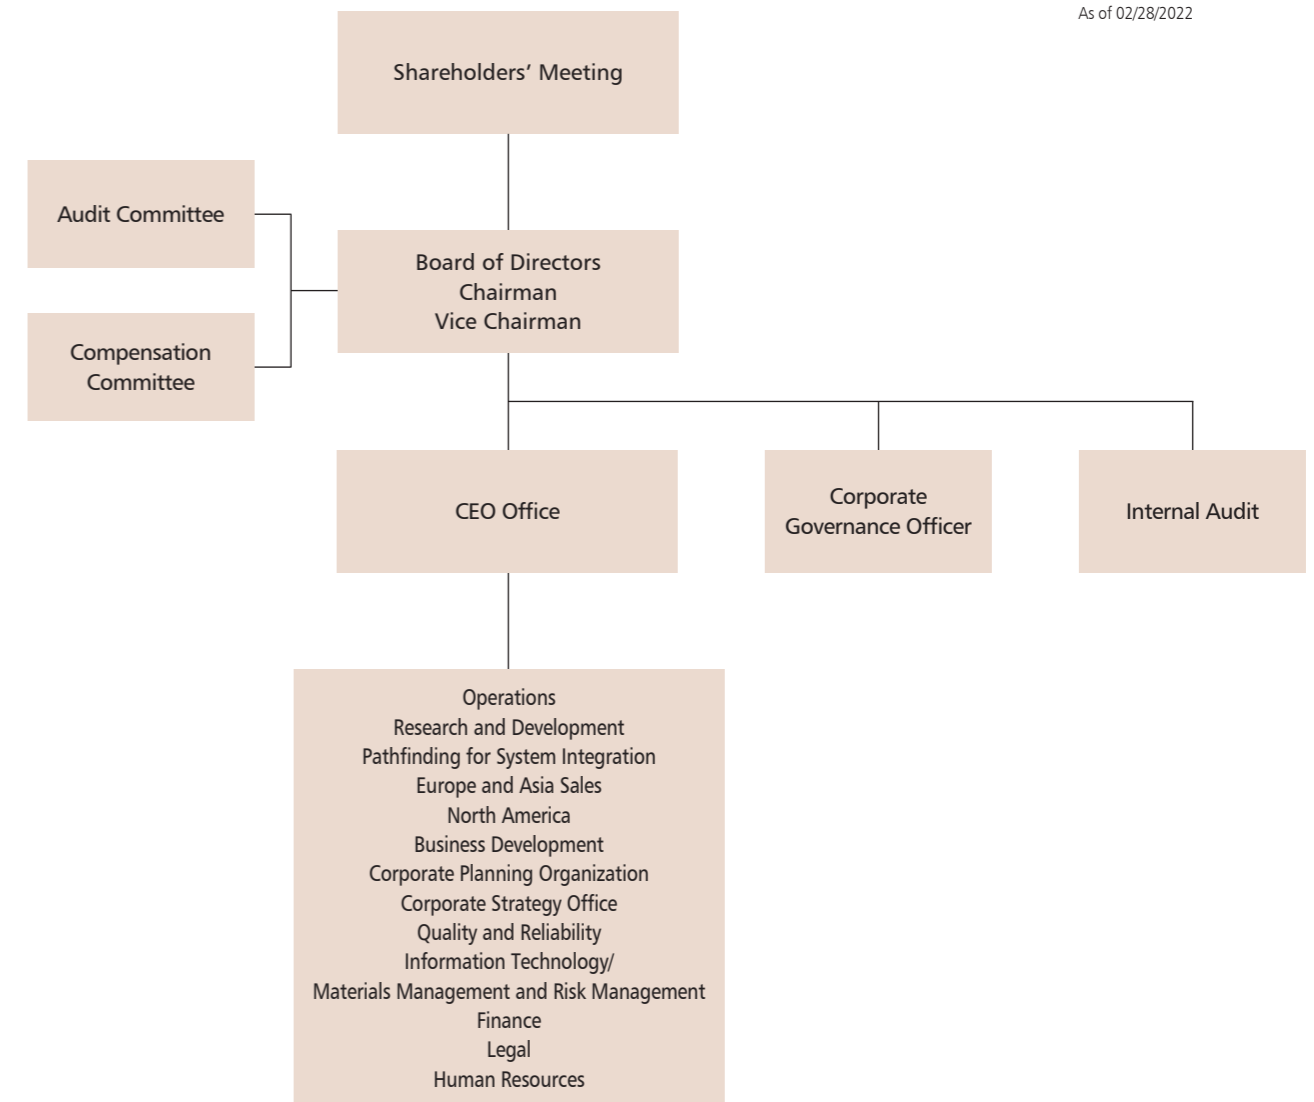 As of 02/28/2022
Shareholders’ Meeting
Audit Committee
Board of Directors
Chairman
Vice Chairman
Compensation
Committee
CEO Office
Corporate
Governance Officer
Internal Audit
Operations
Research and Development
Pathfinding for System Integration
Europe and Asia Sales
North America
Business Development
Corporate Planning Organization
Corporate Strategy Office
Quality and Reliability
Information Technology/
Materials Management and Risk Management
Finance
Legal
Human Resources